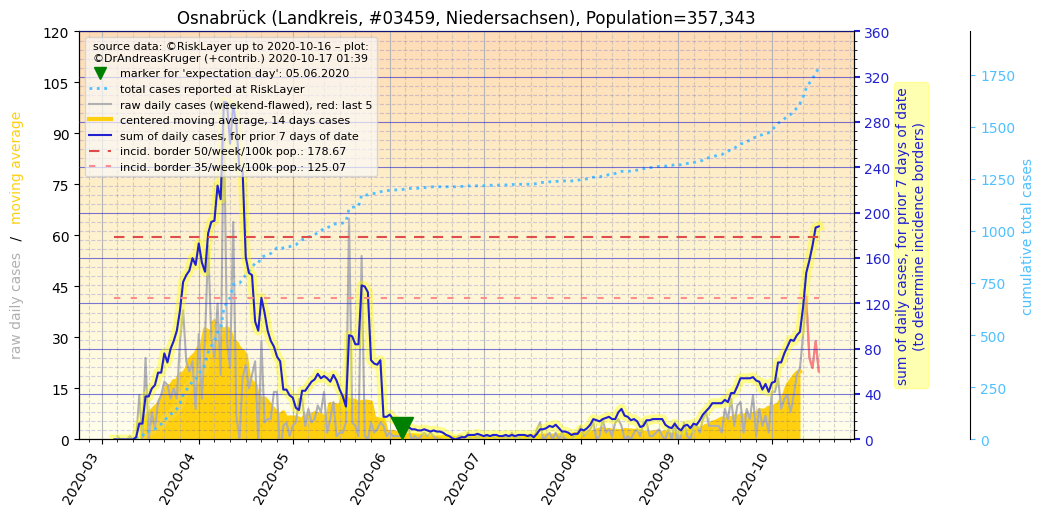 Osnabrück (Landkreis, #03459, Niedersachsen), Population=357,343
source data: ©RiskLayer up to 2020-10-16 – plot:
©DrAndreasKruger (+contrib.) 2020-10-17 01:39
marker for 'expectation day': 05.06.2020
total cases reported at RiskLayer
raw daily cases (weekend-flawed), red: last 5
centered moving average, 14 days cases
sum of daily cases, for prior 7 days of date
incid. border 50/week/100k pop.: 178.67
incid. border 35/week/100k pop.: 125.07
raw daily cases / moving average
120
105
90
75
60
45
30
15
0
2020-03
2020-04
2020-05
2020-06
2020-07
2020-08
2020-09
2020-10
360
320
280
240
200
160
120
80
40
0
sum of daily cases, for prior 7 days of date
(to determine incidence borders)
1750
1500
1250
1000
750
500
250
0
cumulative total cases